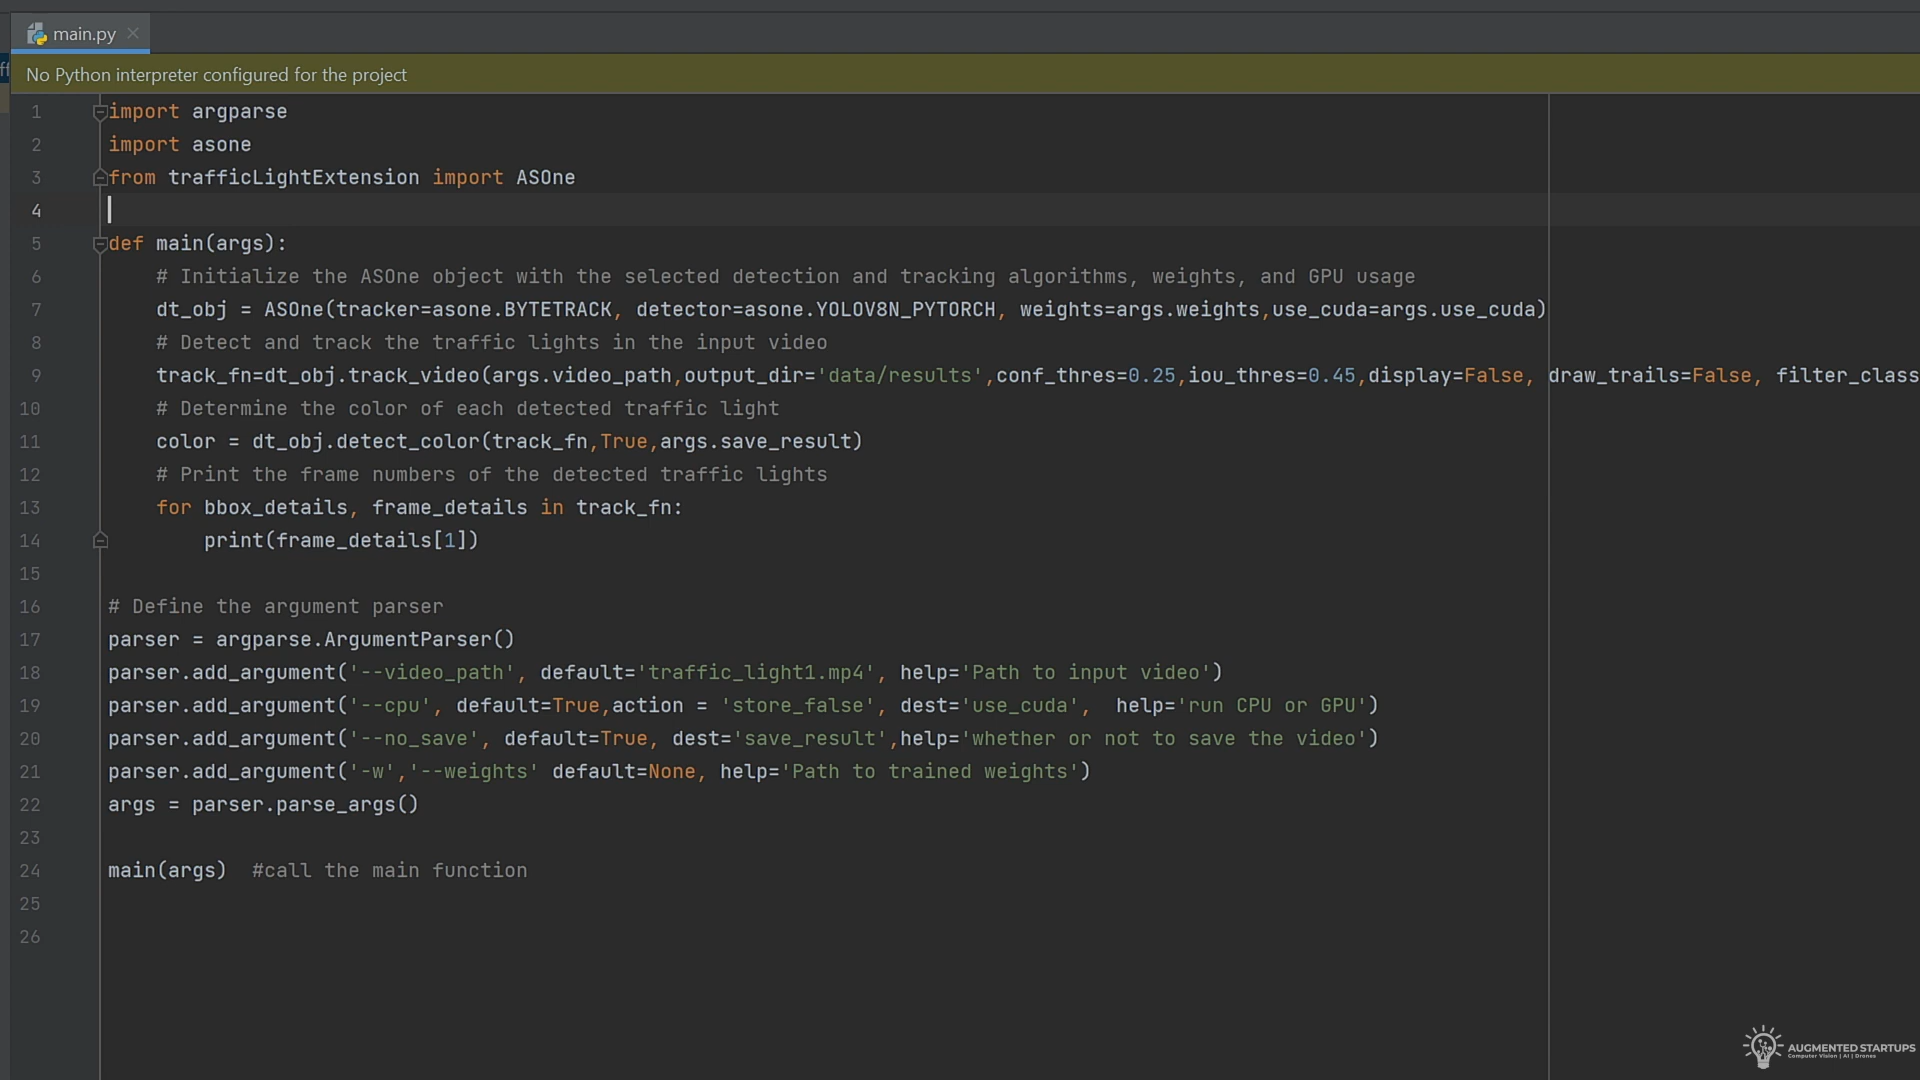 main.py
ff
No Python interpreter configured for the project
1 import argparse
2 import asone
3 from trafficLightExtension import ASOne
4
5 def main(args):
6     # Initialize the ASOne object with the selected detection and tracking algorithms, weights, and GPU usage
7     dt_obj = ASOne(tracker=asone.BYTETRACK, detector=asone.YOLOV8N_PYTORCH, weights=args.weights,use_cuda=args.use_cuda)
8     # Detect and track the traffic lights in the input video
9     track_fn=dt_obj.track_video(args.video_path,output_dir='data/results',conf_thres=0.25,iou_thres=0.45,display=False, draw_trails=False, filter_class
10     # Determine the color of each detected traffic light
11     color = dt_obj.detect_color(track_fn,True,args.save_result)
12     # Print the frame numbers of the detected traffic lights
13     for bbox_details, frame_details in track_fn:
14         print(frame_details[1])
15
16 # Define the argument parser
17 parser = argparse.ArgumentParser()
18 parser.add_argument('--video_path', default='traffic_light1.mp4', help='Path to input video')
19 parser.add_argument('--cpu', default=True,action = 'store_false', dest='use_cuda',  help='run CPU or GPU')
20 parser.add_argument('--no_save', default=True, dest='save_result',help='whether or not to save the video')
21 parser.add_argument('-w','--weights' default=None, help='Path to trained weights')
22 args = parser.parse_args()
23
24 main(args)  #call the main function
25
26
AUGMENTED STARTUPS
Computer Vision | AI | Drones